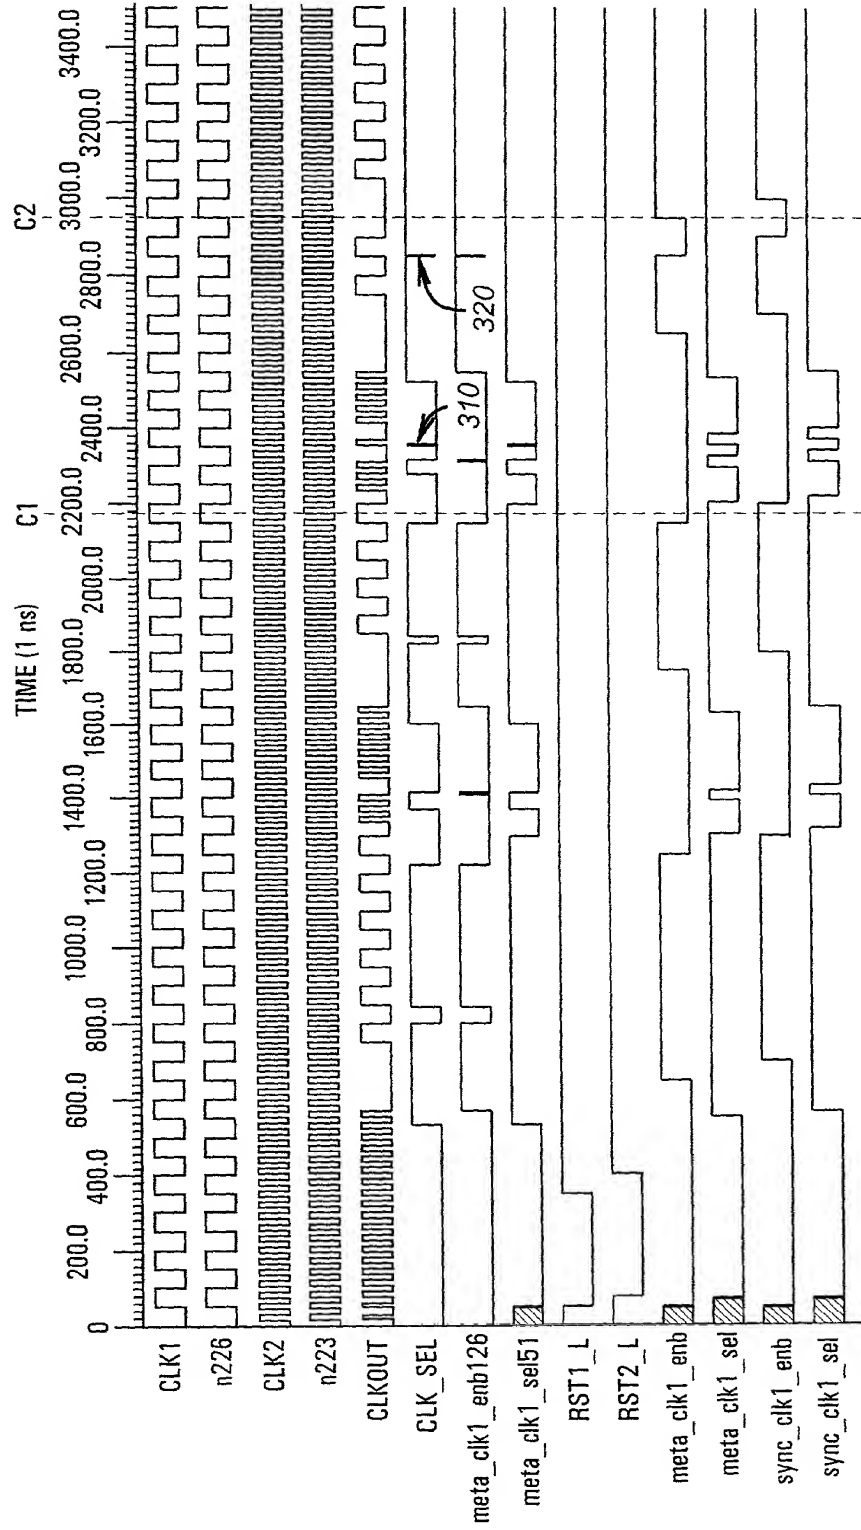 TIME (1 ns)
C1
C2
0
200.0
400.0
600.0
800.0
1000.0
1200.0
1400.0
1600.0
1800.0
2000.0
2200.0
2400.0
2600.0
2800.0
3000.0
3200.0
3400.0
CLK1
n226
CLK2
n223
CLKOUT
CLK_SEL
310
320
meta_clk1_enb126
meta_clk1_sel51
RST1_L
RST2_L
meta_clk1_enb
meta_clk1_sel
sync_clk1_enb
sync_clk1_sel